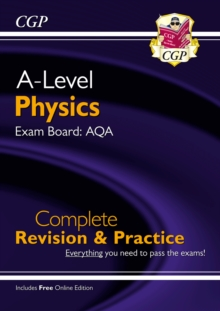 CGP
CGP
A-Level
Physics
Exam Board: AQA
Complete
Revision & Practice
Everything you need to pass the exams!
Includes Free Online Edition